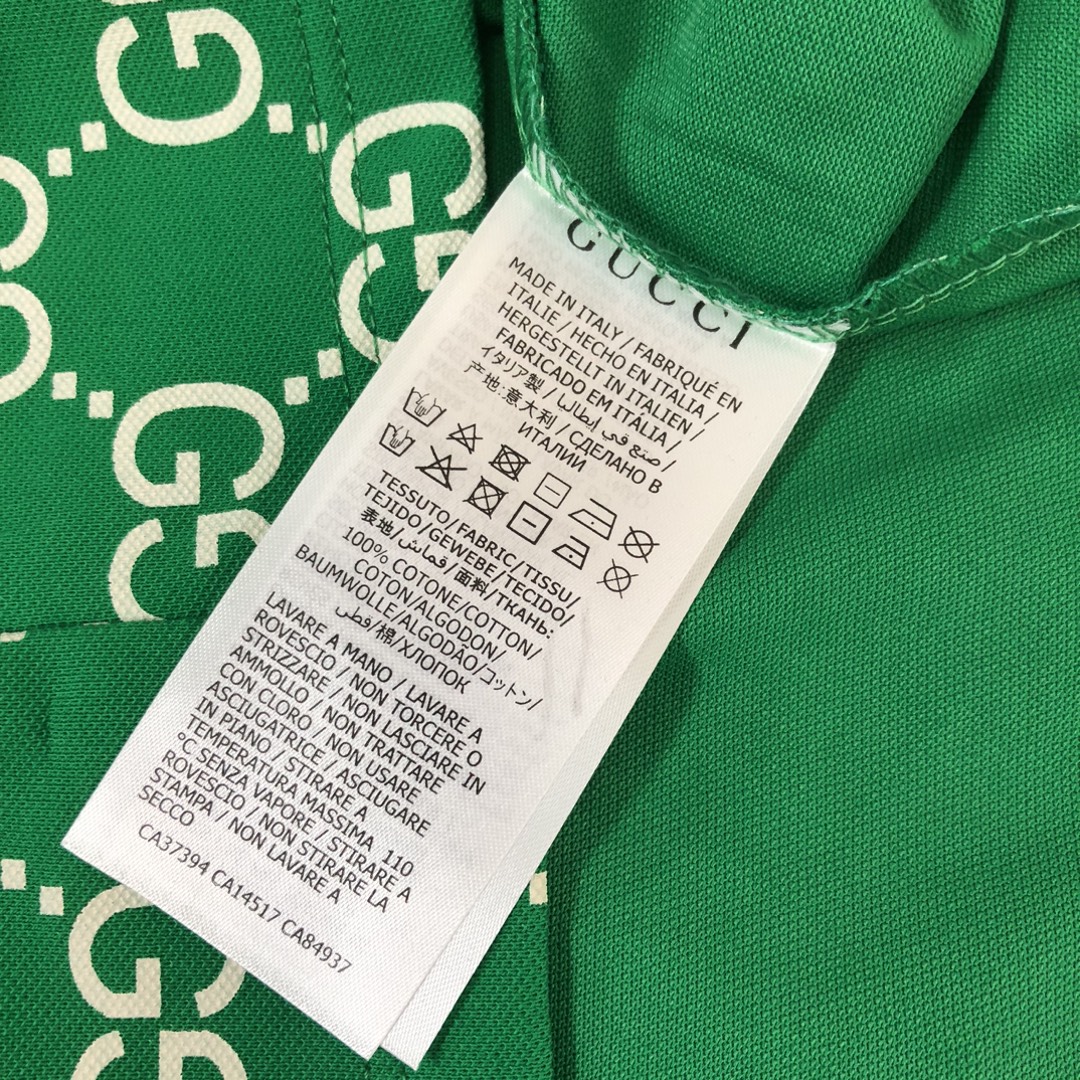 GUCCI
MADE IN ITALY / FABRIQUÉ EN
ITALIE / HECHO EN ITALIA /
HERGESTELLT IN ITALIEN /
FABRICADO EM ITÁLIA /
イタリア製 / صنع في إيطاليا /
产地:意大利 / СДЕЛАНО В
ИТАЛИИ
TESSUTO/FABRIC/TISSU/
TEJIDO/GEWEBE/TECIDO/
表地/قماش/面料/ТКАНЬ:
100% COTONE/COTTON/
COTON/ALGODON/
BAUMWOLLE/ALGODÃO/コットン/
قطن/棉/ХЛОПОК
LAVARE A MANO / LAVARE A
ROVESCIO / NON TORCERE O
STRIZZARE / NON LASCIARE IN
AMMOLLO / NON TRATTARE
CON CLORO / NON USARE
ASCIUGATRICE / ASCIUGARE
IN PIANO / STIRARE A
TEMPERATURA MASSIMA 110
°C SENZA VAPORE / STIRARE A
ROVESCIO / NON STIRARE LA
STAMPA / NON LAVARE A
SECCO
CA37394 CA14517 CA84937